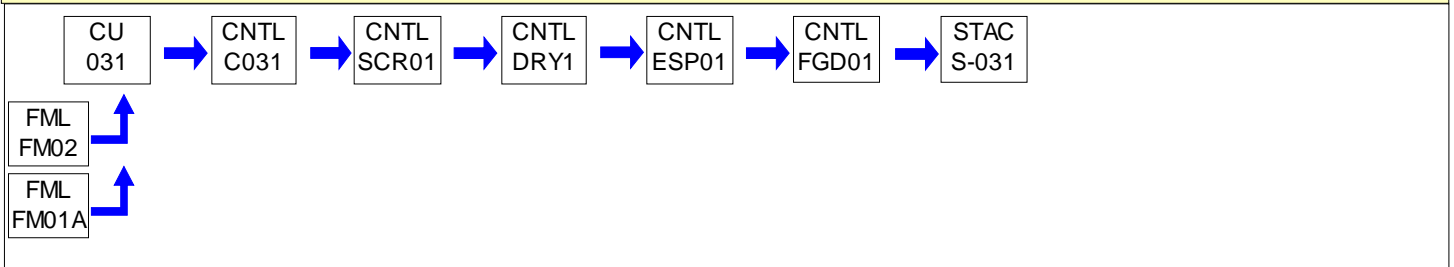 CU
031
CNTL
C031
CNTL
SCR01
CNTL
DRY1
CNTL
ESP01
CNTL
FGD01
STAC
S-031
FML
FM02
FML
FM01A